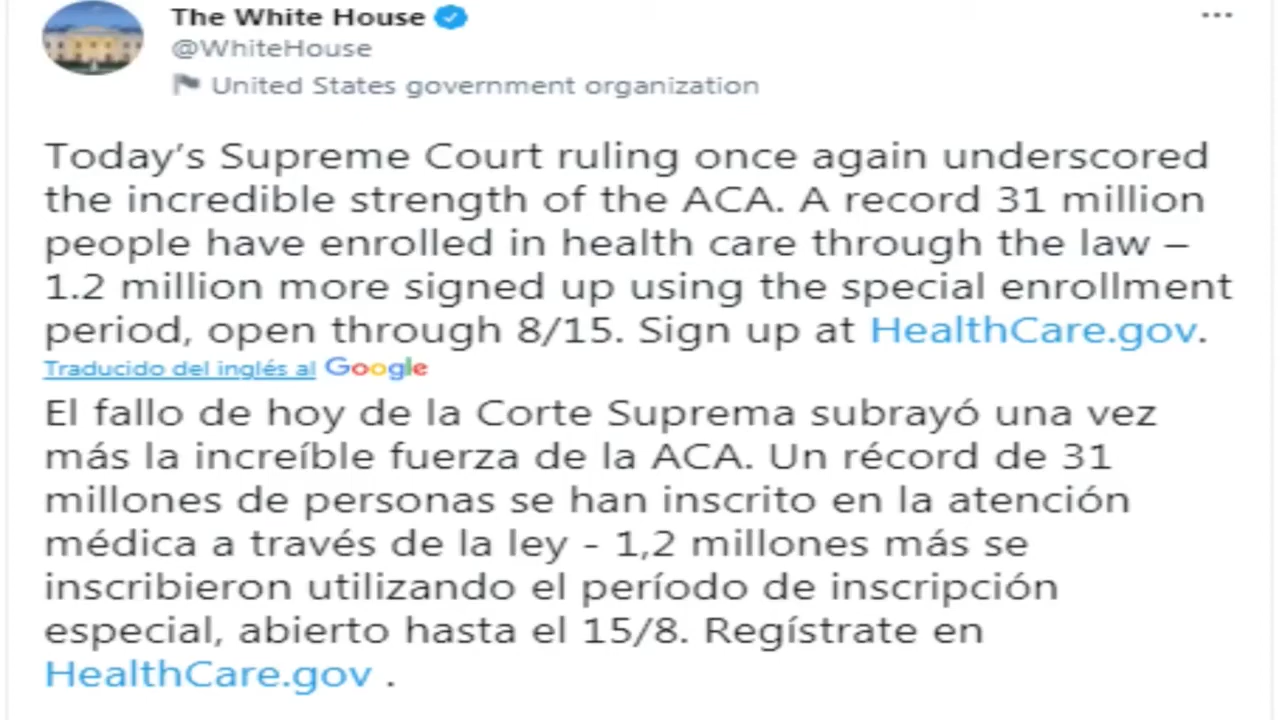 The White House
@WhiteHouse
United States government organization
Today's Supreme Court ruling once again underscored
the incredible strength of the ACA. A record 31 million
people have enrolled in health care through the law –
1.2 million more signed up using the special enrollment
period, open through 8/15. Sign up at HealthCare.gov.
Traducido del inglés al Google
El fallo de hoy de la Corte Suprema subrayó una vez
más la increíble fuerza de la ACA. Un récord de 31
millones de personas se han inscrito en la atención
médica a través de la ley - 1,2 millones más se
inscribieron utilizando el período de inscripción
especial, abierto hasta el 15/8. Regístrate en
HealthCare.gov .